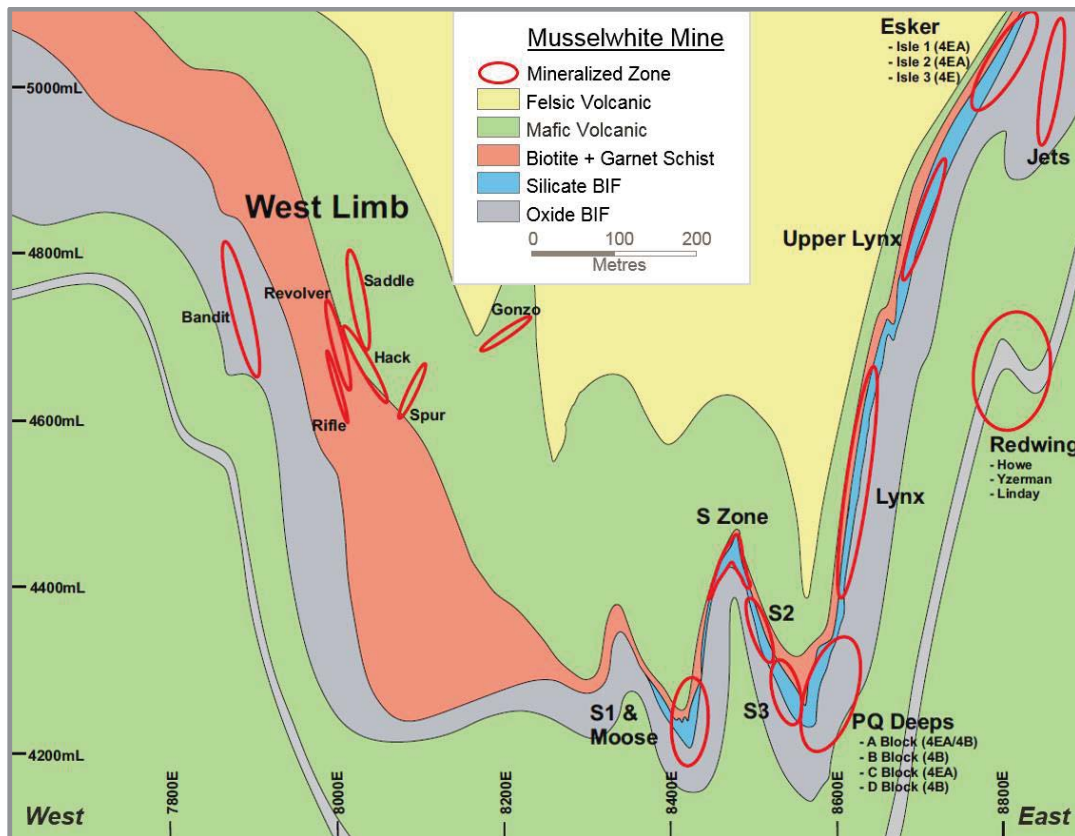 Musselwhite Mine
Mineralized Zone
Felsic Volcanic
Mafic Volcanic
Biotite + Garnet Schist
Silicate BIF
Oxide BIF
0 100 200
Metres
Esker
- Isle 1 (4EA)
- Isle 2 (4EA)
- Isle 3 (4E)
5000mL
Jets
West Limb
Upper Lynx
4800mL
Saddle
Revolver
Bandit
Gonzo
Hack
Spur
Rifle
4600mL
Redwing
- Howe
- Yzerman
- Linday
Lynx
S Zone
4400mL
S2
S3
S1 &
Moose
PQ Deeps
- A Block (4EA/4B)
- B Block (4B)
- C Block (4EA)
- D Block (4B)
4200mL
7800E
8000E
8200E
8400E
8600E
8800E
West
East